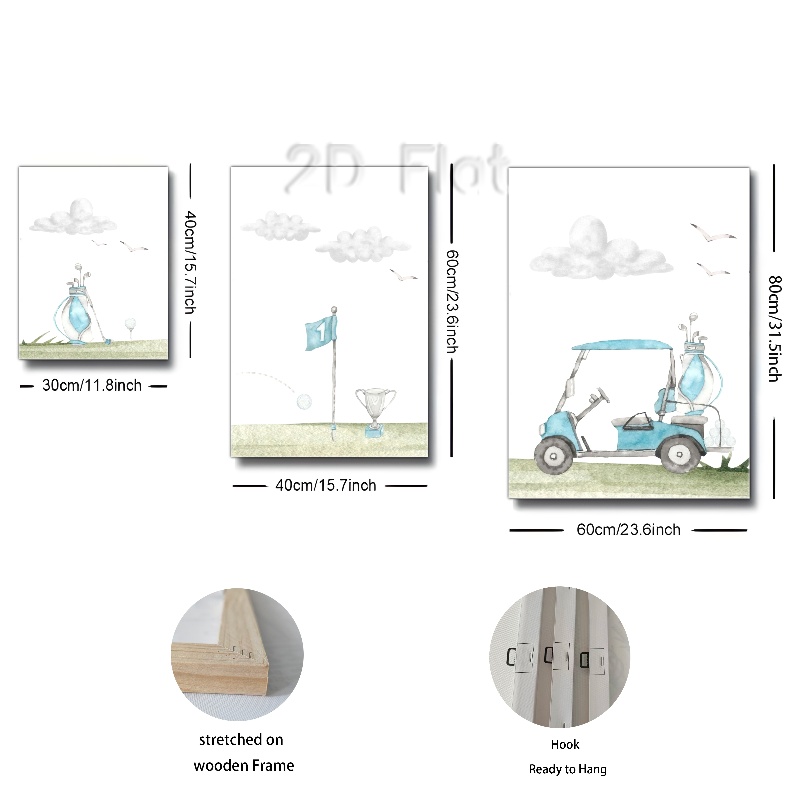 2D Flat
40cm/15.7inch
60cm/23.6inch
80cm/31.5inch
1
30cm/11.8inch
40cm/15.7inch
60cm/23.6inch
stretched on
wooden Frame
Hook
Ready to Hang